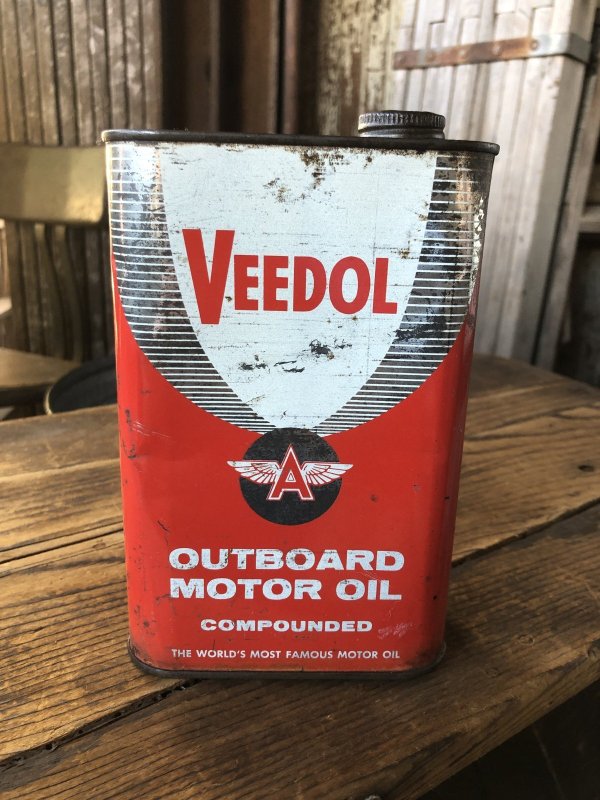 VEEDOL
A
OUTBOARD
MOTOR OIL
COMPOUNDED
THE WORLD'S MOST FAMOUS MOTOR OIL